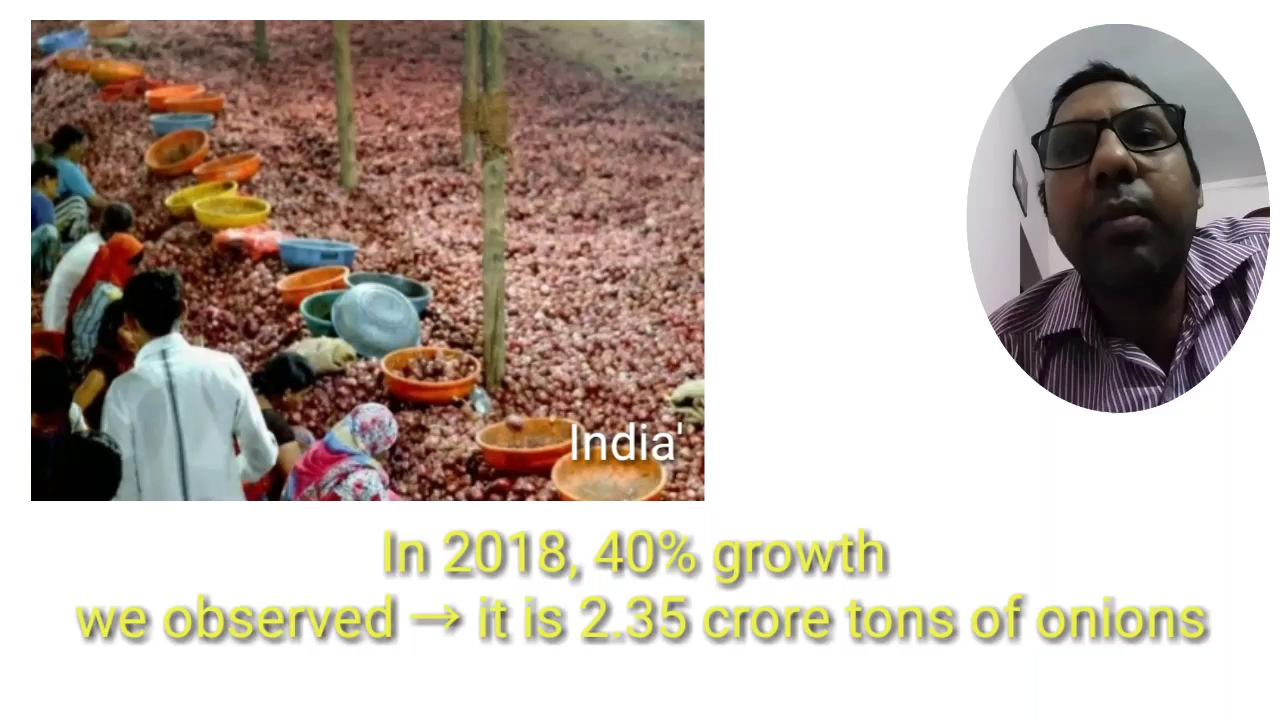 India'
In 2018, 40% growth
we observed → it is 2.35 crore tons of onions